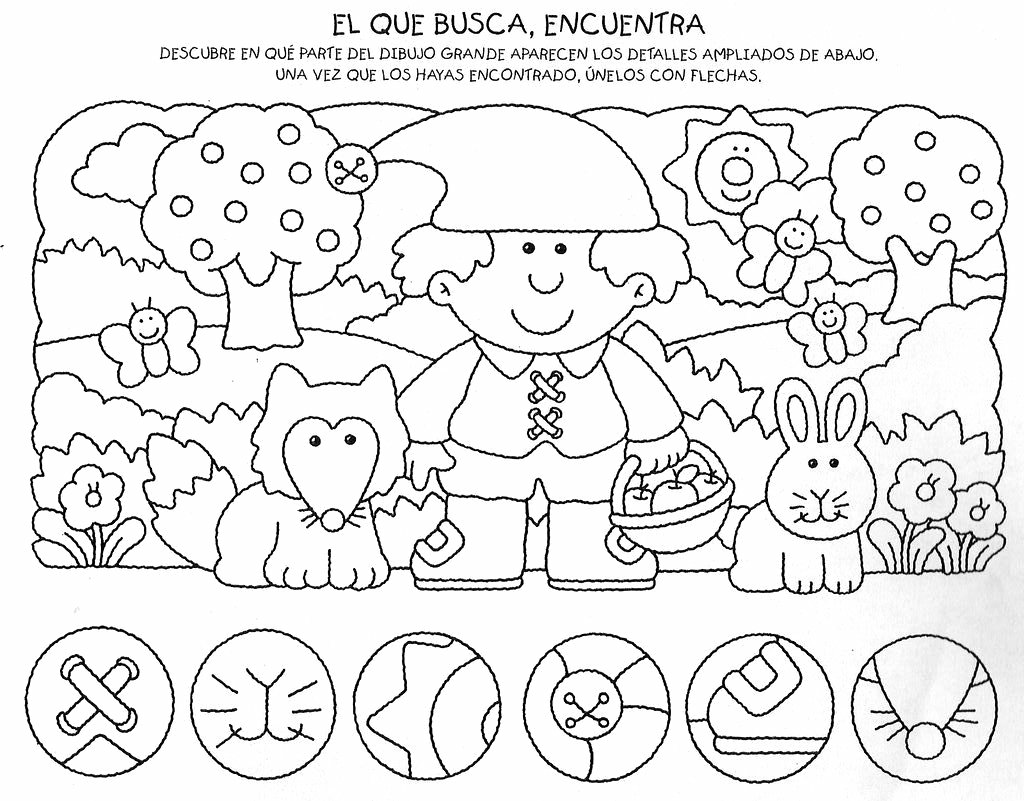 EL QUE BUSCA, ENCUENTRA
DESCUBRE EN QUÉ PARTE DEL DIBUJO GRANDE APARECEN LOS DETALLES AMPLIADOS DE ABAJO.
UNA VEZ QUE LOS HAYAS ENCONTRADO, ÚNELOS CON FLECHAS.